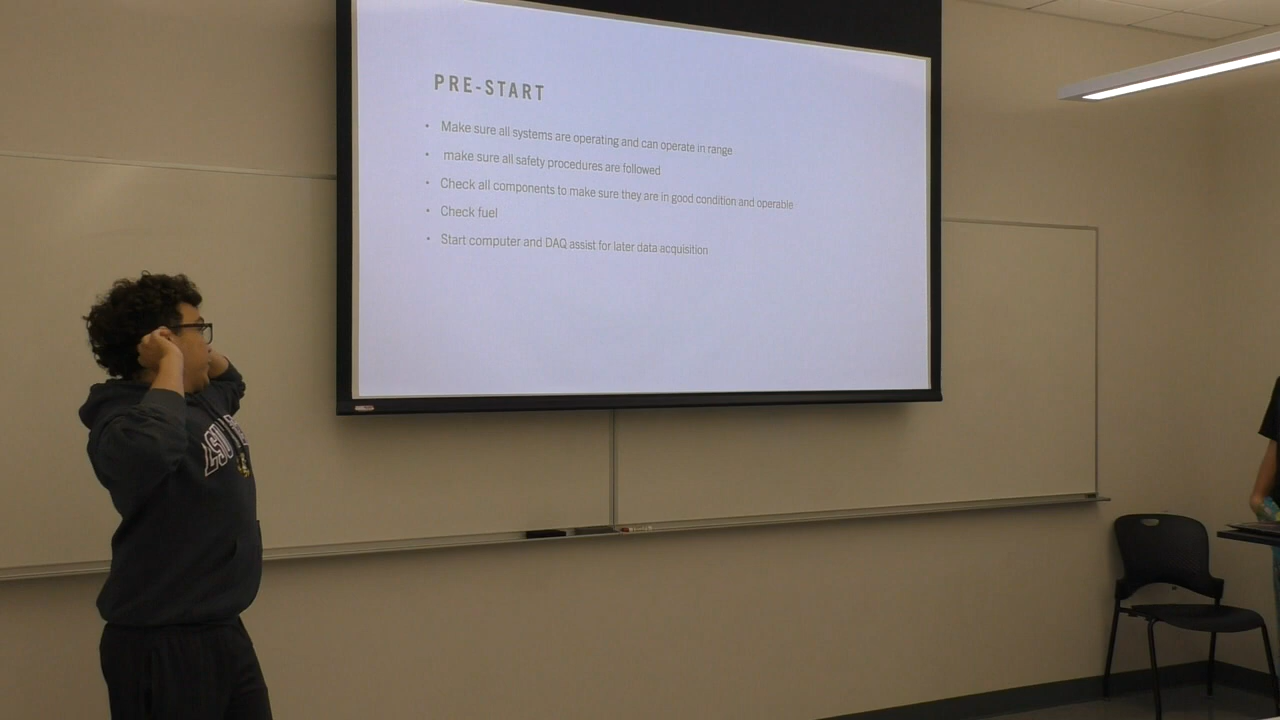 PRE-START
• Make sure all systems are operating and can operate in range
• make sure all safety procedures are followed
• Check all components to make sure they are in good condition and operable
• Check fuel
• Start computer and DAQ assist for later data acquisition
LSU